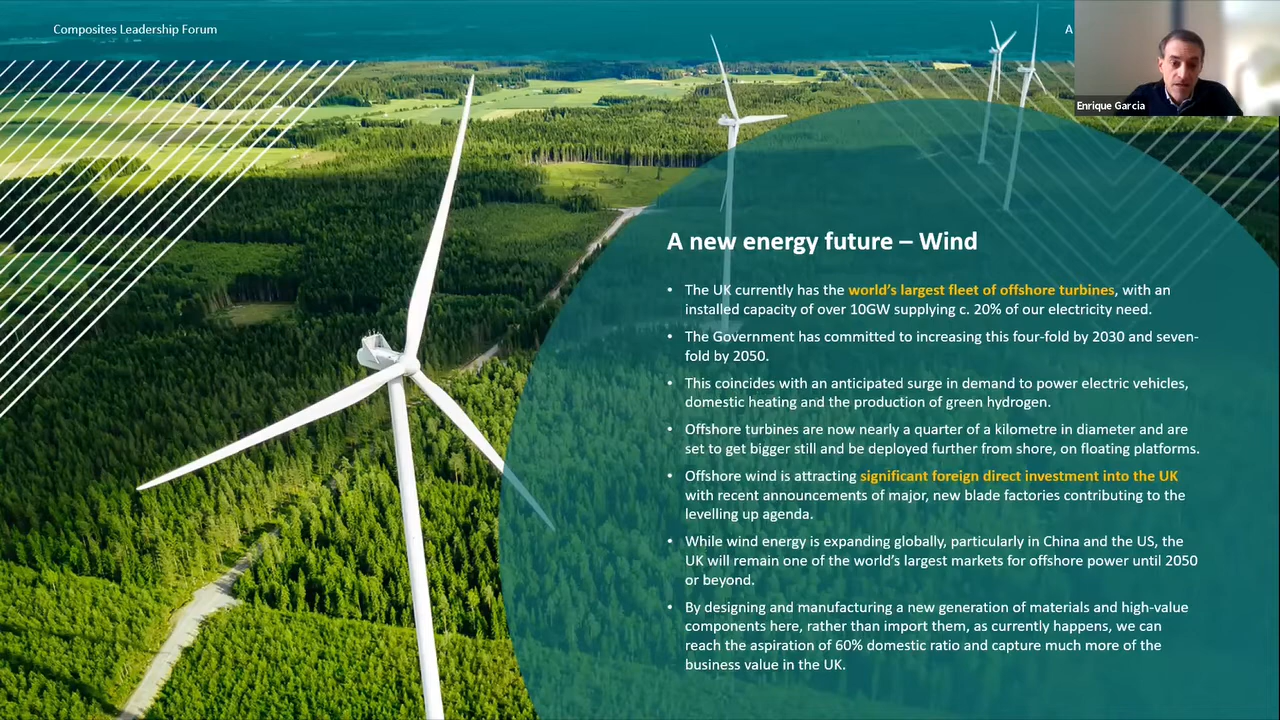 Composites Leadership Forum
A
Enrique Garcia
A new energy future – Wind
• The UK currently has the world's largest fleet of offshore turbines, with an
installed capacity of over 10GW supplying c. 20% of our electricity need.
• The Government has committed to increasing this four-fold by 2030 and seven-
fold by 2050.
• This coincides with an anticipated surge in demand to power electric vehicles,
domestic heating and the production of green hydrogen.
• Offshore turbines are now nearly a quarter of a kilometre in diameter and are
set to get bigger still and be deployed further from shore, on floating platforms.
• Offshore wind is attracting significant foreign direct investment into the UK
with recent announcements of major, new blade factories contributing to the
levelling up agenda.
• While wind energy is expanding globally, particularly in China and the US, the
UK will remain one of the world's largest markets for offshore power until 2050
or beyond.
• By designing and manufacturing a new generation of materials and high-value
components here, rather than import them, as currently happens, we can
reach the aspiration of 60% domestic ratio and capture much more of the
business value in the UK.